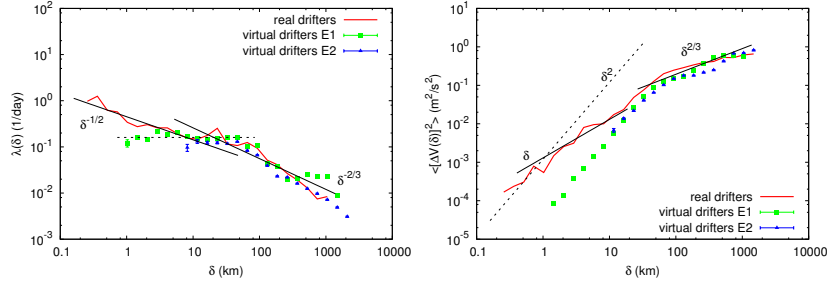 real drifters
virtual drifters E1
virtual drifters E2
λ(δ) (1/day)
10^1
10^0
10^-1
10^-2
10^-3
δ^-1/2
δ^-2/3
0.1
1
10
100
1000
10000
δ (km)
<[ΔV(δ)]^2> (m^2/s^2)
10^1
10^0
10^-1
10^-2
10^-3
10^-4
10^-5
δ
δ^2
δ^2/3
real drifters
virtual drifters E1
virtual drifters E2
0.1
1
10
100
1000
10000
δ (km)